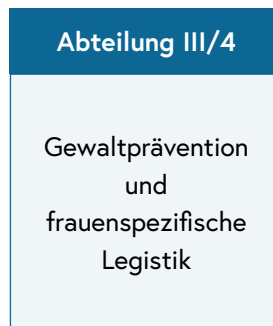 Abteilung III/4
Gewaltprävention
und
frauenspezifische
Legistik